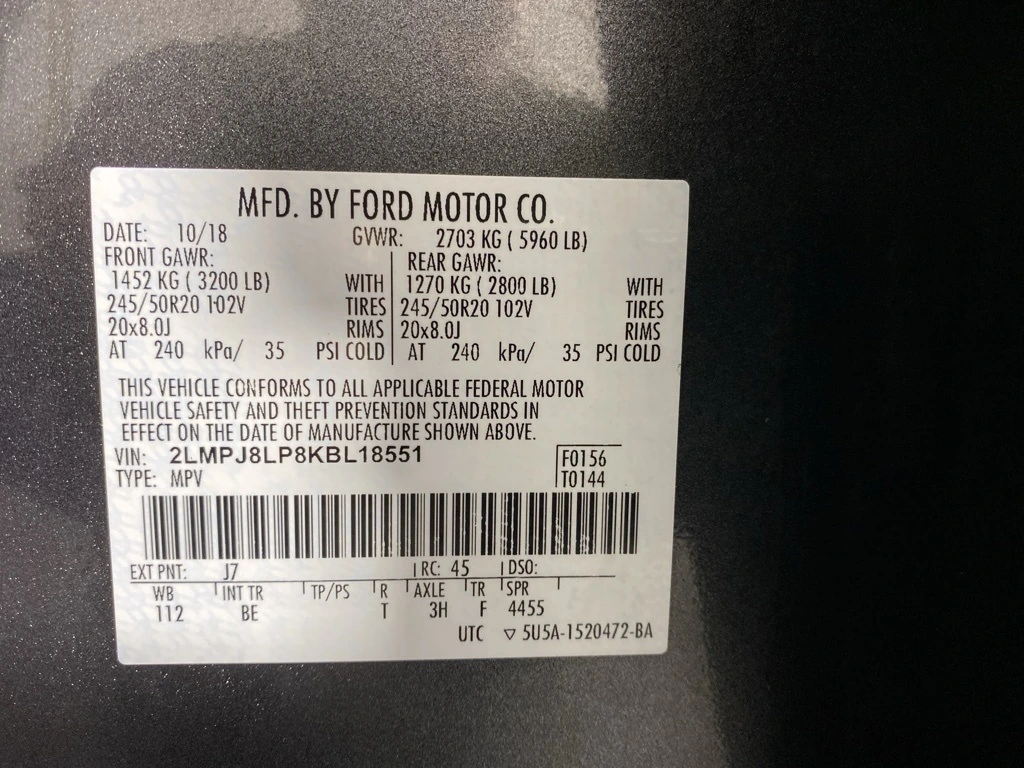 MFD. BY FORD MOTOR CO.
DATE: 10/18 GVWR: 2703 KG ( 5960 LB)
FRONT GAWR: REAR GAWR:
1452 KG ( 3200 LB) WITH 1270 KG ( 2800 LB) WITH
245/50R20 102V TIRES 245/50R20 102V TIRES
20x8.0J RIMS 20x8.0J RIMS
AT 240 kPa/ 35 PSI COLD AT 240 kPa/ 35 PSI COLD
THIS VEHICLE CONFORMS TO ALL APPLICABLE FEDERAL MOTOR
VEHICLE SAFETY AND THEFT PREVENTION STANDARDS IN
EFFECT ON THE DATE OF MANUFACTURE SHOWN ABOVE.
VIN: 2LMPJ8LP8KBL18551 F0156
TYPE: MPV T0144
EXT PNT: J7 RC: 45 DSO:
WB INT TR TP/PS R AXLE TR SPR
112 BE T 3H F 4455
UTC ▽ 5U5A-1520472-BA